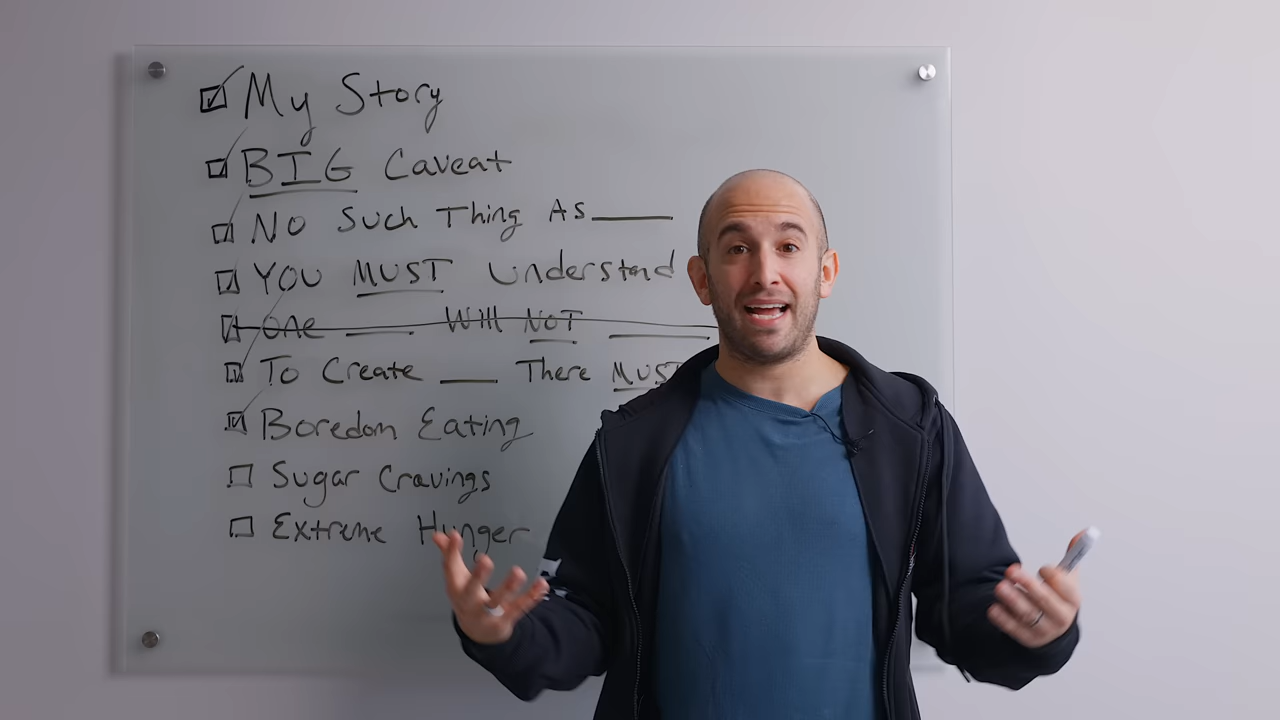 My Story
BIG Caveat
No Such Thing As ____
You MUST Understand
one ____ Will NOT ____
To Create ____ There MUST
Boredom Eating
Sugar Cravings
Extreme Hunger